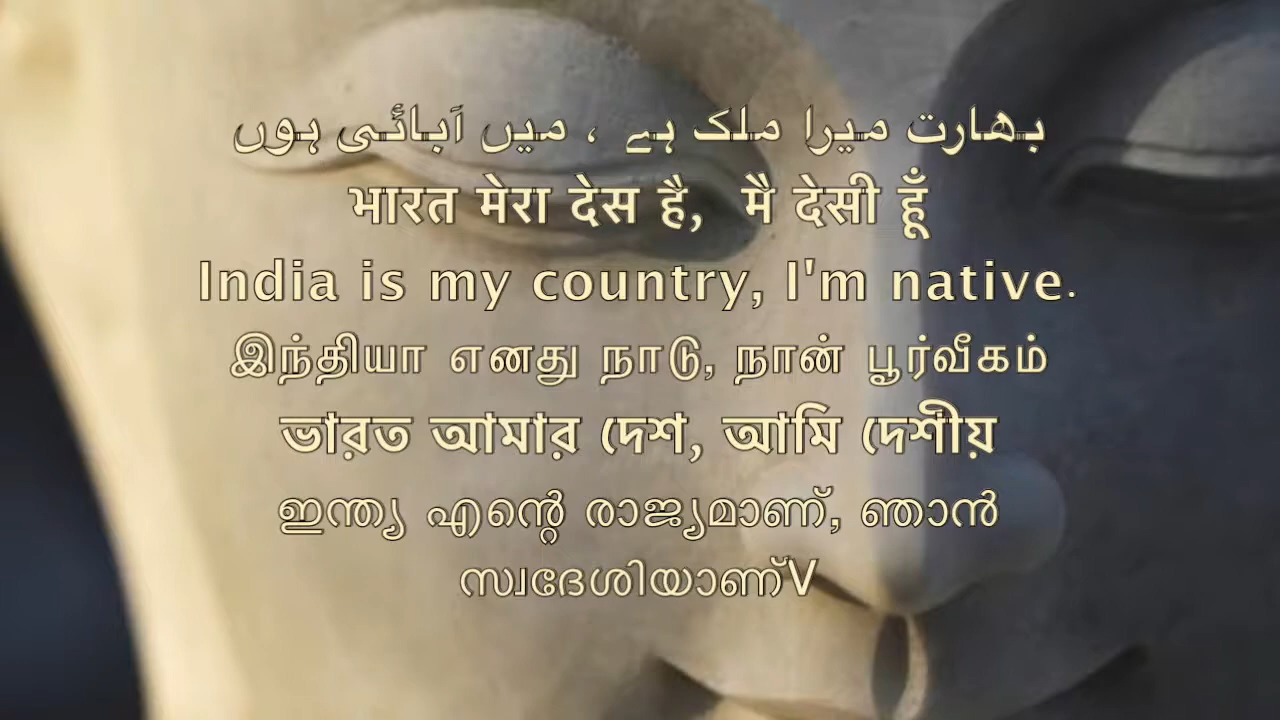 بھارت میرا ملک ہے ، میں آبائی ہوں
भारत मेरा देस है, मै देसी हूँ
India is my country, I'm native.
இந்தியா எனது நாடு, நான் பூர்வீகம்
ভারত আমার দেশ, আমি দেশীয়
ഇന്ത്യ എന്റെ രാജ്യമാണ്, ഞാൻ
സ്വദേശിയാണ്V